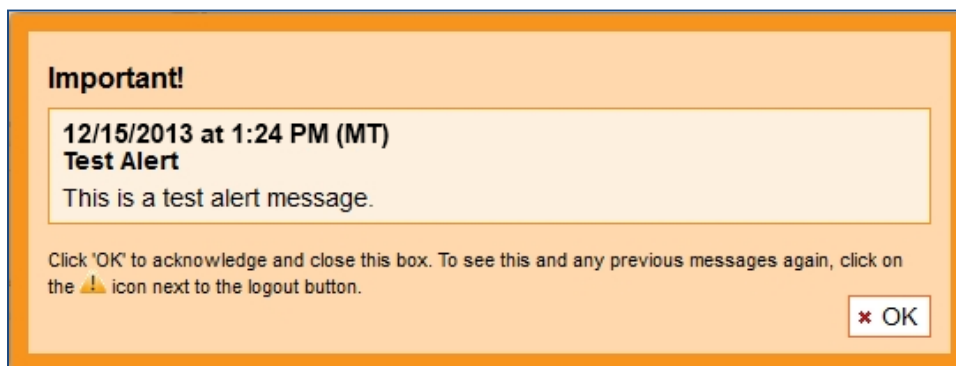 Important!
12/15/2013 at 1:24 PM (MT)
Test Alert
This is a test alert message.
Click 'OK' to acknowledge and close this box. To see this and any previous messages again, click on
the icon next to the logout button.
OK